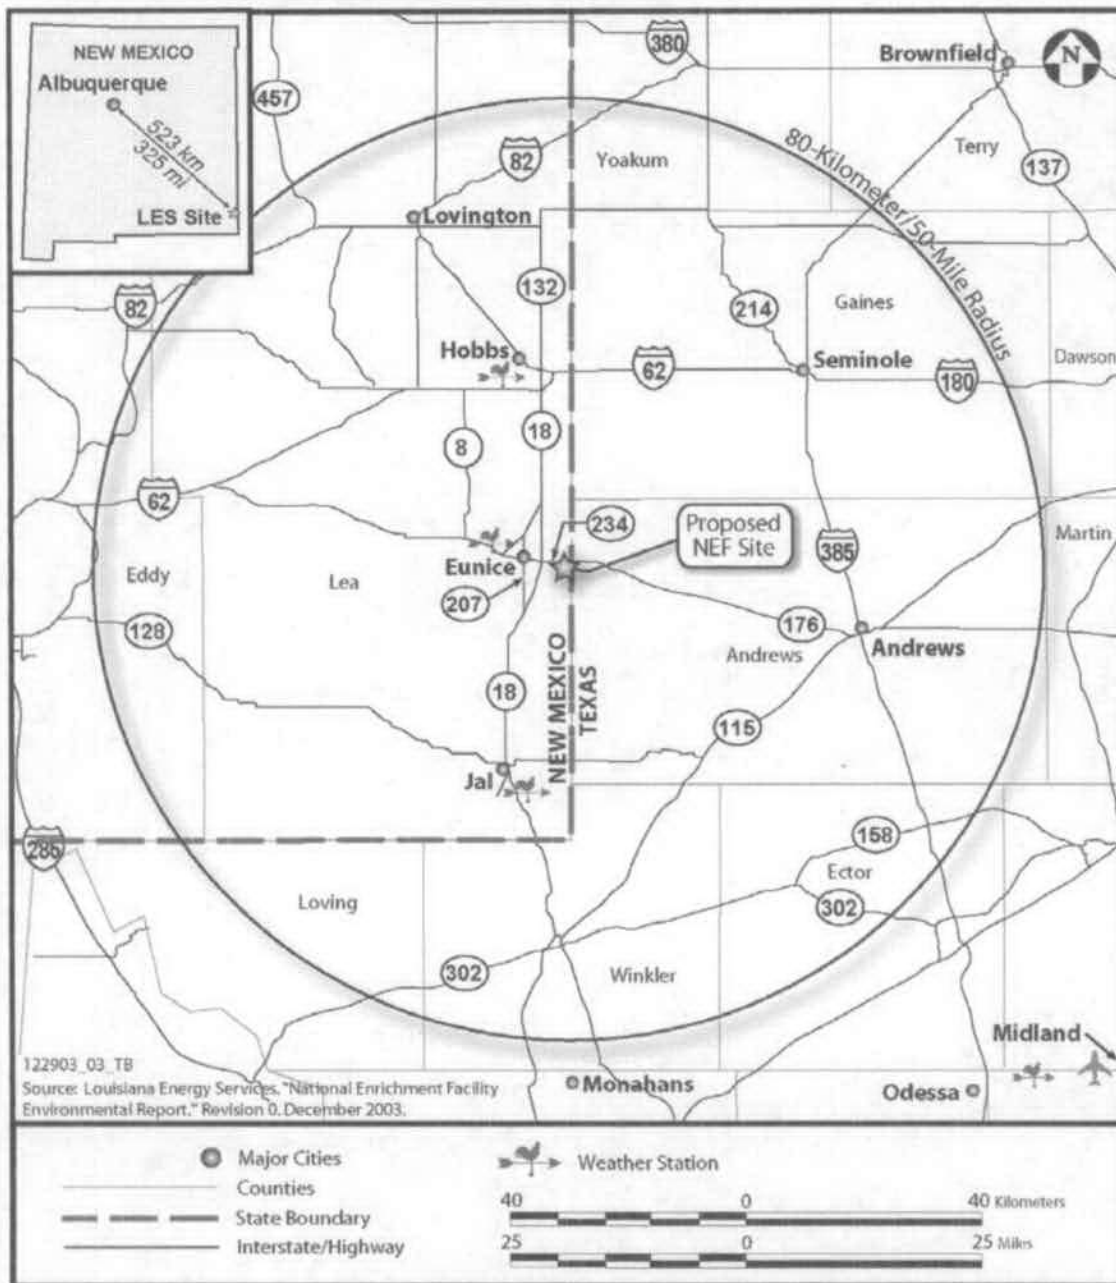 NEW MEXICO
Albuquerque
523 km
325 mi
LES Site
457
380
Brownfield
N
82
Yoakum
80-Kilometer/50-Mile Radius
Terry
137
Lovington
132
82
214
Gaines
Hobbs
62
Seminole
180
Dawson
8
18
62
234
Proposed
NEF Site
385
Martin
Eddy
Lea
Eunice
207
128
176
Andrews
Andrews
18
NEW MEXICO
TEXAS
115
Jal
285
158
Ector
302
Loving
302
Winkler
Midland
122903_03_TB
Source: Louisiana Energy Services. "National Enrichment Facility
Environmental Report." Revision 0. December 2003.
Monahans
Odessa
Major Cities
Weather Station
Counties
State Boundary
Interstate/Highway
40 0 40 Kilometers
25 0 25 Miles